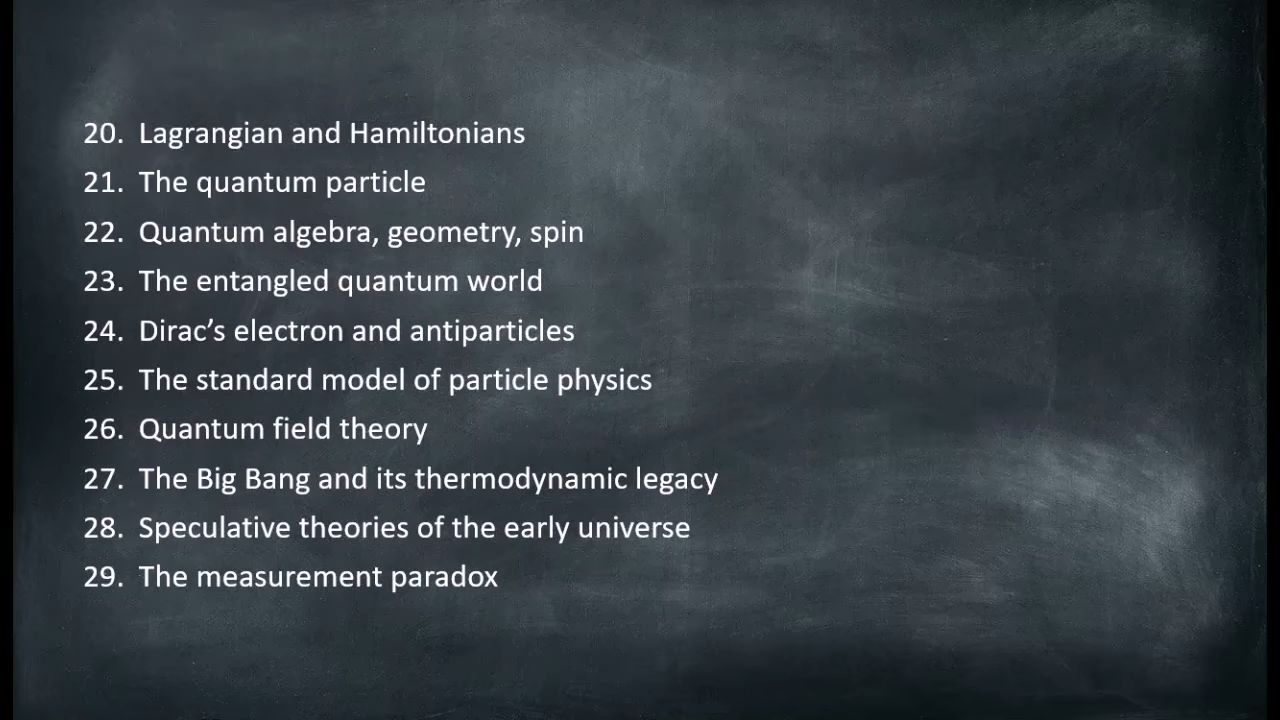 20. Lagrangian and Hamiltonians
21. The quantum particle
22. Quantum algebra, geometry, spin
23. The entangled quantum world
24. Dirac’s electron and antiparticles
25. The standard model of particle physics
26. Quantum field theory
27. The Big Bang and its thermodynamic legacy
28. Speculative theories of the early universe
29. The measurement paradox